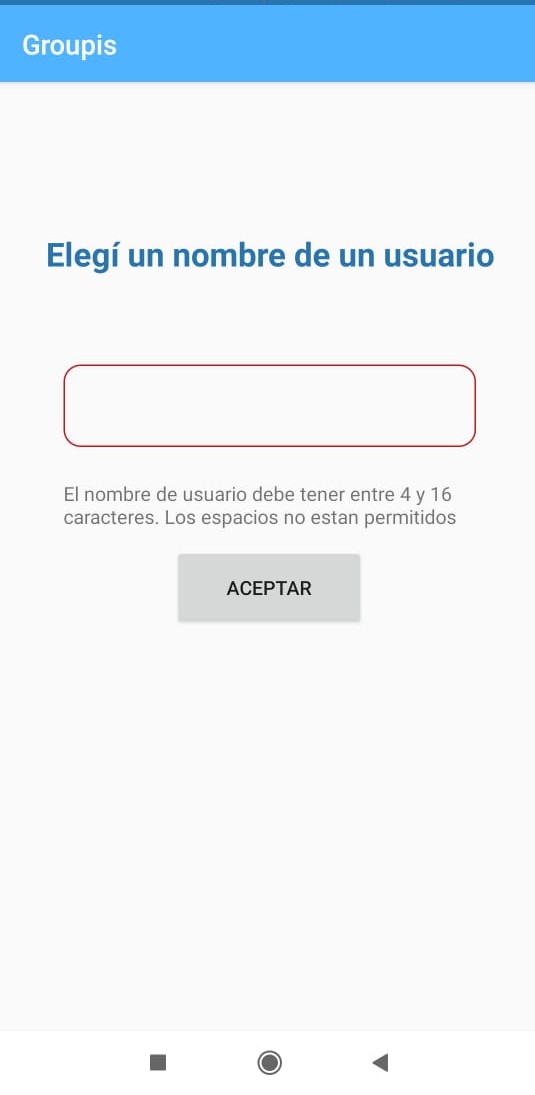 Groupis
Elegí un nombre de un usuario
El nombre de usuario debe tener entre 4 y 16
caracteres. Los espacios no estan permitidos
ACEPTAR